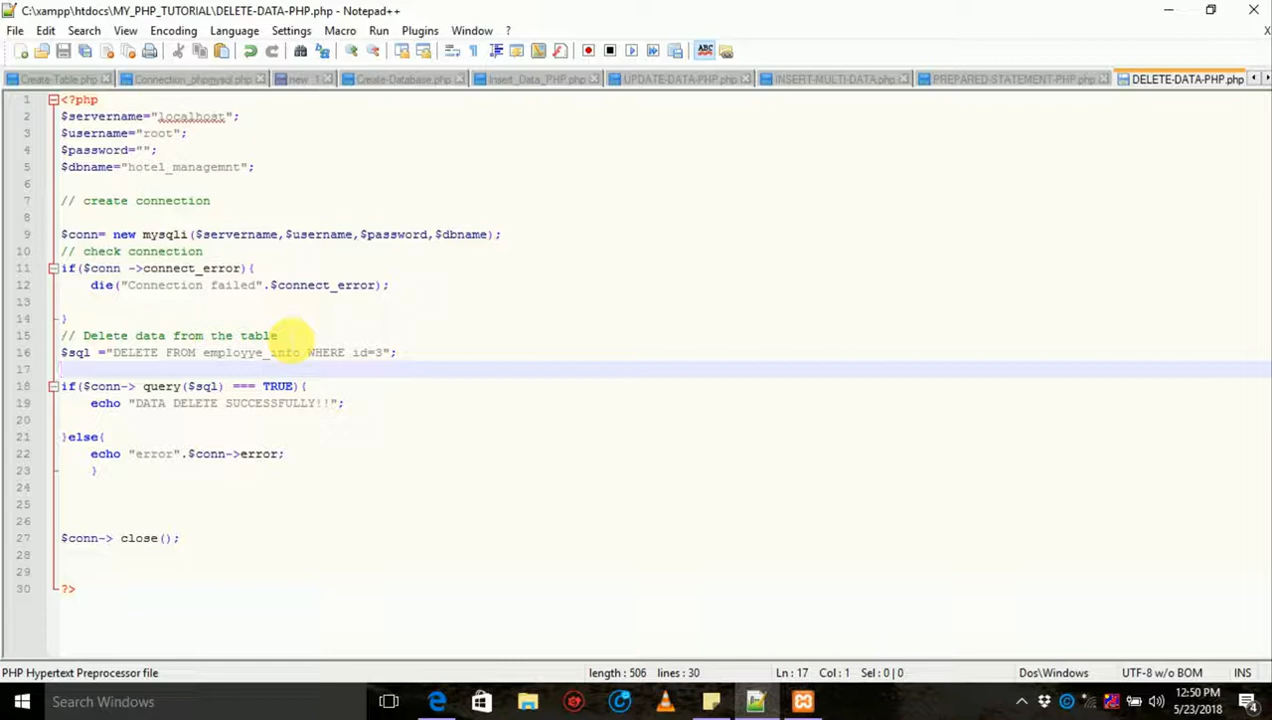 C:\xampp\htdocs\MY_PHP_TUTORIAL\DELETE-DATA-PHP.php - Notepad++
File Edit Search View Encoding Language Settings Macro Run Plugins Window ?
X
ABC
Create-Table.php Connection_phpgysql.php new 1 Create-Database.php Insert_Data_PHP.php UPDATE-DATA-PHP.php INSERT-MULTI-DATA.php PREPARED-STATEMENT-PHP.php DELETE-DATA-PHP.php
1 <?php
2 $servername="localhost";
3 $username="root";
4 $password="";
5 $dbname="hotel_managemnt";
6
7 // create connection
8
9 $conn= new mysqli($servername,$username,$password,$dbname);
10 // check connection
11 if($conn ->connect_error){
12 die("Connection failed".$connect_error);
13
14 }
15 // Delete data from the table
16 $sql ="DELETE FROM employye_info WHERE id=3";
17
18 if($conn-> query($sql) === TRUE){
19 echo "DATA DELETE SUCCESSFULLY!!";
20
21 }else{
22 echo "error".$conn->error;
23 }
24
25
26
27 $conn-> close();
28
29
30 ?>
PHP Hypertext Preprocessor file length : 506 lines : 30 Ln : 17 Col : 1 Sel : 0 | 0 Dos\Windows UTF-8 w/o BOM INS
Search Windows
12:50 PM
5/23/2018
4